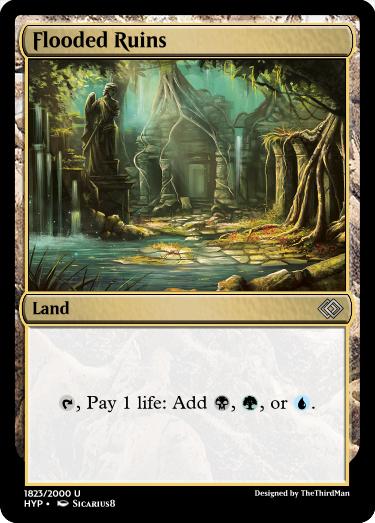 Flooded Ruins
Land
, Pay 1 life: Add , , or .
1823/2000 U
HYP • Sicarius8
Designed by TheThirdMan